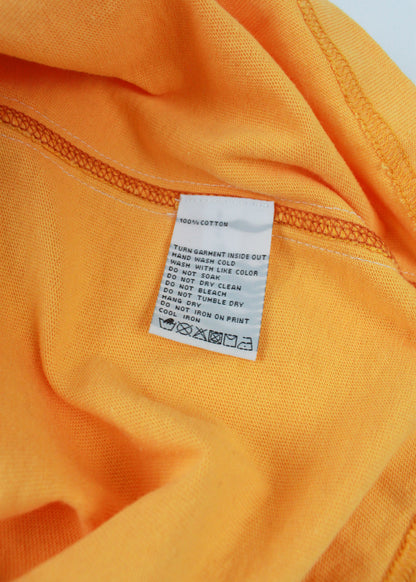 100% COTTON
TURN GARMENT INSIDE OUT
HAND WASH COLD
WASH WITH LIKE COLOR
DO NOT SOAK
DO NOT DRY CLEAN
DO NOT BLEACH
DO NOT TUMBLE DRY
HANG DRY
DO NOT IRON ON PRINT
COOL IRON